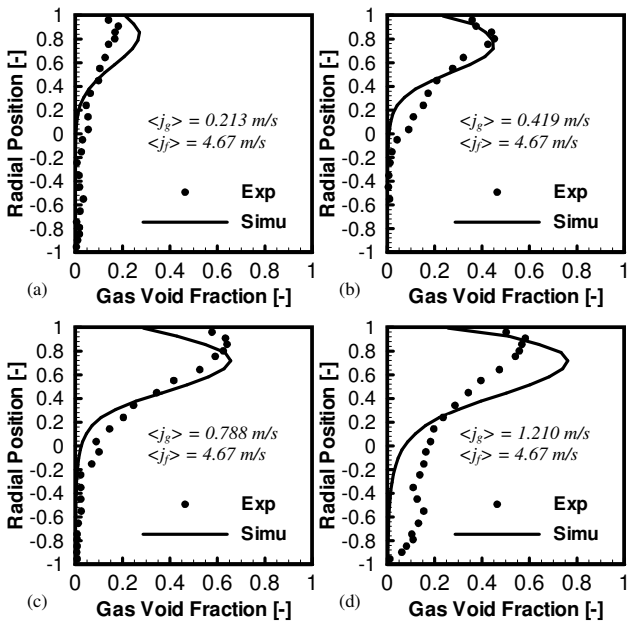 1
0.8
0.6
0.4
0.2
0
-0.2
-0.4
-0.6
-0.8
-1
Radial Position [-]
<j_g> = 0.213 m/s
<j_f> = 4.67 m/s
Exp
Simu
0 0.2 0.4 0.6 0.8 1
(a) Gas Void Fraction [-]
1
0.8
0.6
0.4
0.2
0
-0.2
-0.4
-0.6
-0.8
-1
Radial Position [-]
<j_g> = 0.419 m/s
<j_f> = 4.67 m/s
Exp
Simu
0 0.2 0.4 0.6 0.8 1
(b) Gas Void Fraction [-]
1
0.8
0.6
0.4
0.2
0
-0.2
-0.4
-0.6
-0.8
-1
Radial Position [-]
<j_g> = 0.788 m/s
<j_f> = 4.67 m/s
Exp
Simu
0 0.2 0.4 0.6 0.8 1
(c) Gas Void Fraction [-]
1
0.8
0.6
0.4
0.2
0
-0.2
-0.4
-0.6
-0.8
-1
Radial Position [-]
<j_g> = 1.210 m/s
<j_f> = 4.67 m/s
Exp
Simu
0 0.2 0.4 0.6 0.8 1
(d) Gas Void Fraction [-]